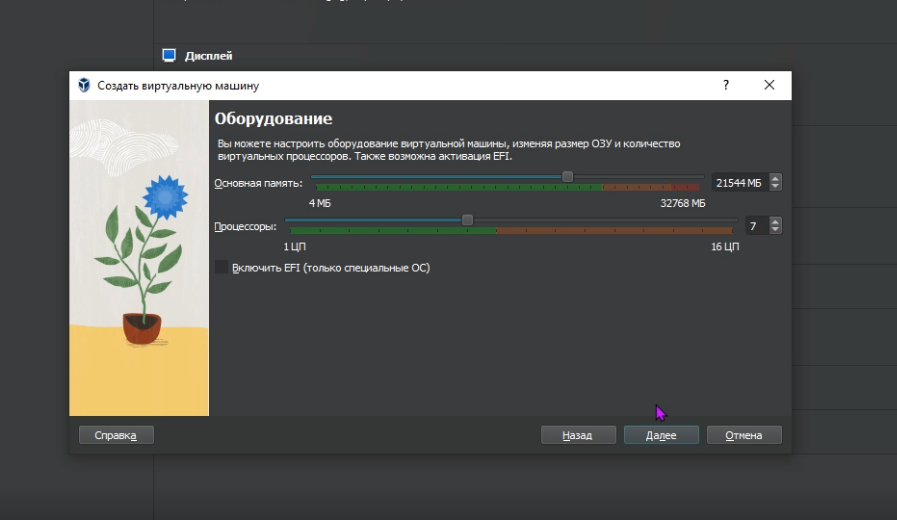 Дисплей
Создать виртуальную машину
?
Оборудование
Вы можете настроить оборудование виртуальной машины, изменяя размер ОЗУ и количество
виртуальных процессоров. Также возможна активация EFI.
Основная память:
21544 МБ
4 МБ
32768 МБ
Процессоры:
7
1 ЦП
16 ЦП
Включить EFI (только специальные ОС)
Справка
Назад
Далее
Отмена